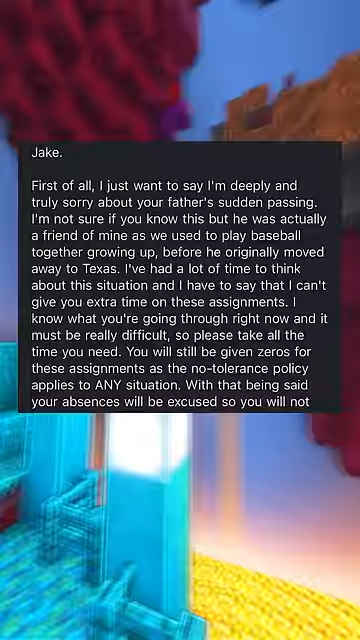 Jake.
First of all, I just want to say I'm deeply and
truly sorry about your father's sudden passing.
I'm not sure if you know this but he was actually
a friend of mine as we used to play baseball
together growing up, before he originally moved
away to Texas. I've had a lot of time to think
about this situation and I have to say that I can't
give you extra time on these assignments. I
know what you're going through right now and it
must be really difficult, so please take all the
time you need. You will still be given zeros for
these assignments as the no-tolerance policy
applies to ANY situation. With that being said
your absences will be excused so you will not